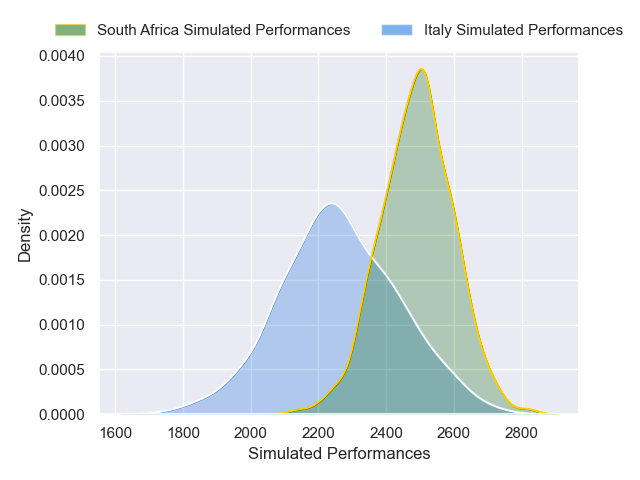 South Africa Simulated Performances Italy Simulated Performances
0.0040
0.0035
0.0030
0.0025
0.0020
0.0015
0.0010
0.0005
0.0000
Density
1600 1800 2000 2200 2400 2600 2800
Simulated Performances